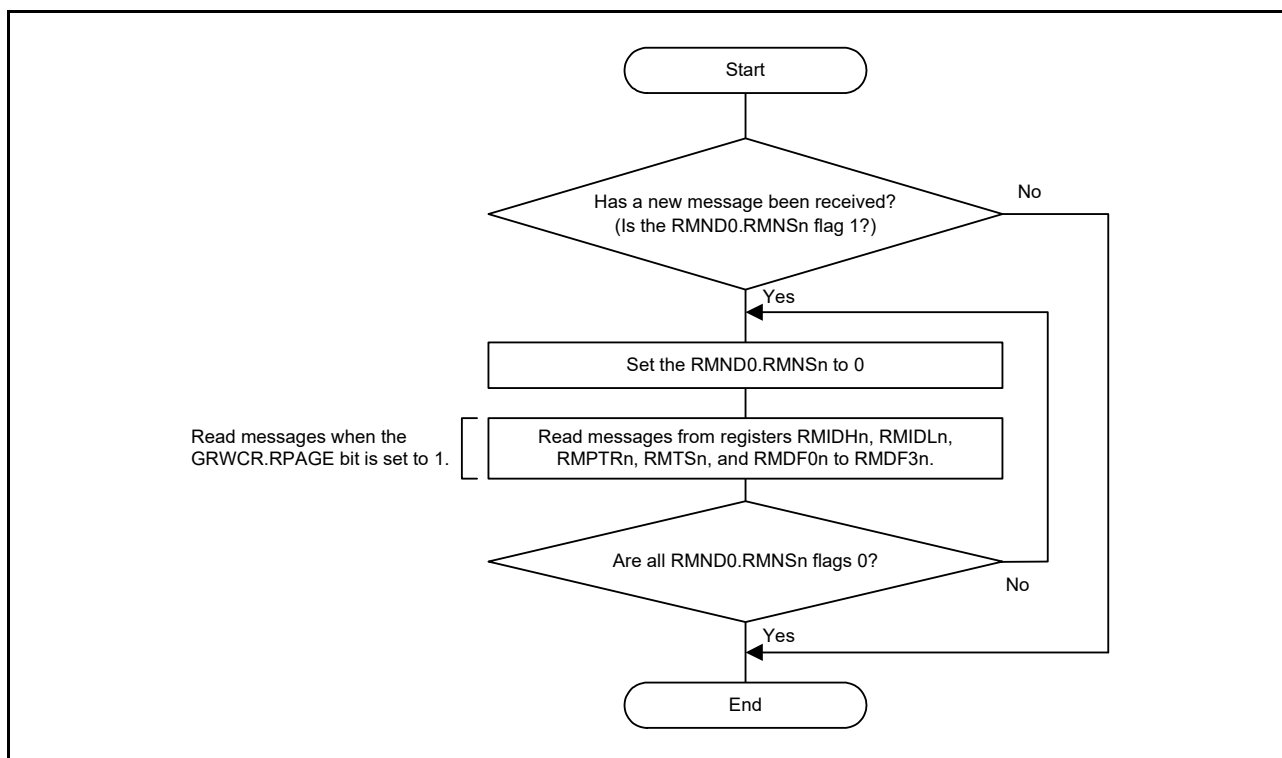 Start
Has a new message been received?
(Is the RMND0.RMNSn flag 1?)
No
Yes
Set the RMND0.RMNSn to 0
Read messages when the
GRWCR.RPAGE bit is set to 1.
Read messages from registers RMIDHn, RMIDLn,
RMPTRn, RMTSn, and RMDF0n to RMDF3n.
Are all RMND0.RMNSn flags 0?
No
Yes
End